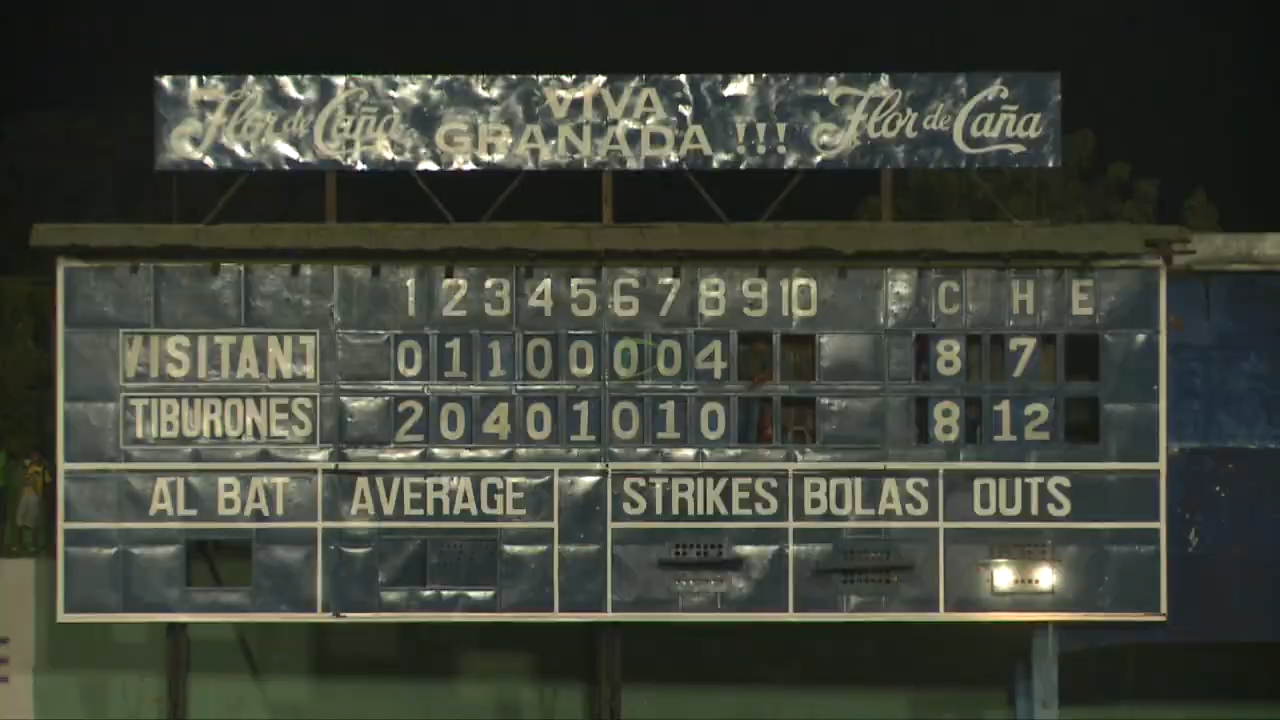 Flor de Caña VIVA GRANADA !!! Flor de Caña
1 2 3 4 5 6 7 8 9 10 C H E
VISITANT 0 1 1 0 0 0 0 4 8 7
TIBURONES 2 0 4 0 1 0 1 0 8 12
AL BAT AVERAGE STRIKES BOLAS OUTS